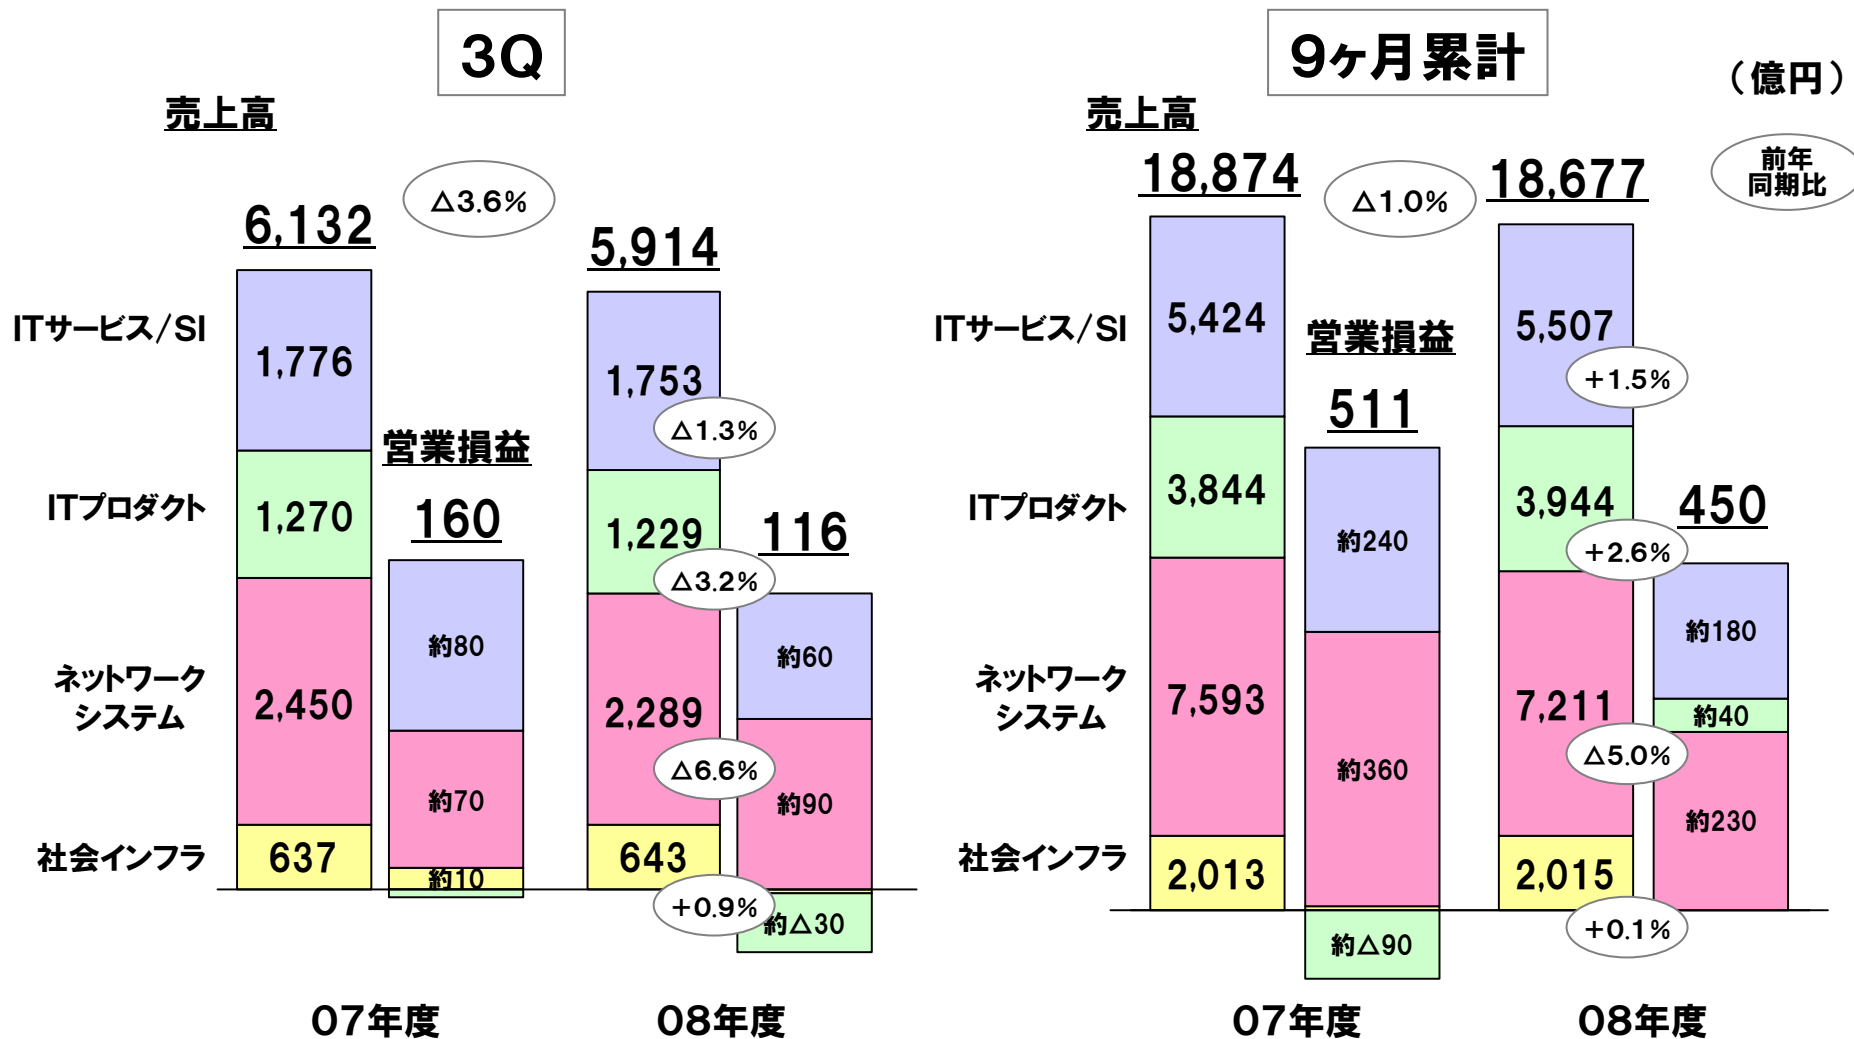 3Q
売上高
△3.6%
6,132
5,914
ITサービス/SI
1,776
1,753
△1.3%
営業損益
ITプロダクト
1,270
160
1,229
116
△3.2%
約80
約60
ネットワーク
システム
2,450
2,289
△6.6%
約70
約90
社会インフラ
637
約10
643
+0.9%
約△30
07年度
08年度
9ヶ月累計
(億円)
売上高
前年
同期比
18,874
△1.0%
18,677
ITサービス/SI
5,424
営業損益
5,507
+1.5%
511
ITプロダクト
3,844
約240
3,944
450
+2.6%
ネットワーク
システム
7,593
約360
7,211
△5.0%
約180
約40
約230
社会インフラ
2,013
2,015
+0.1%
約△90
07年度
08年度